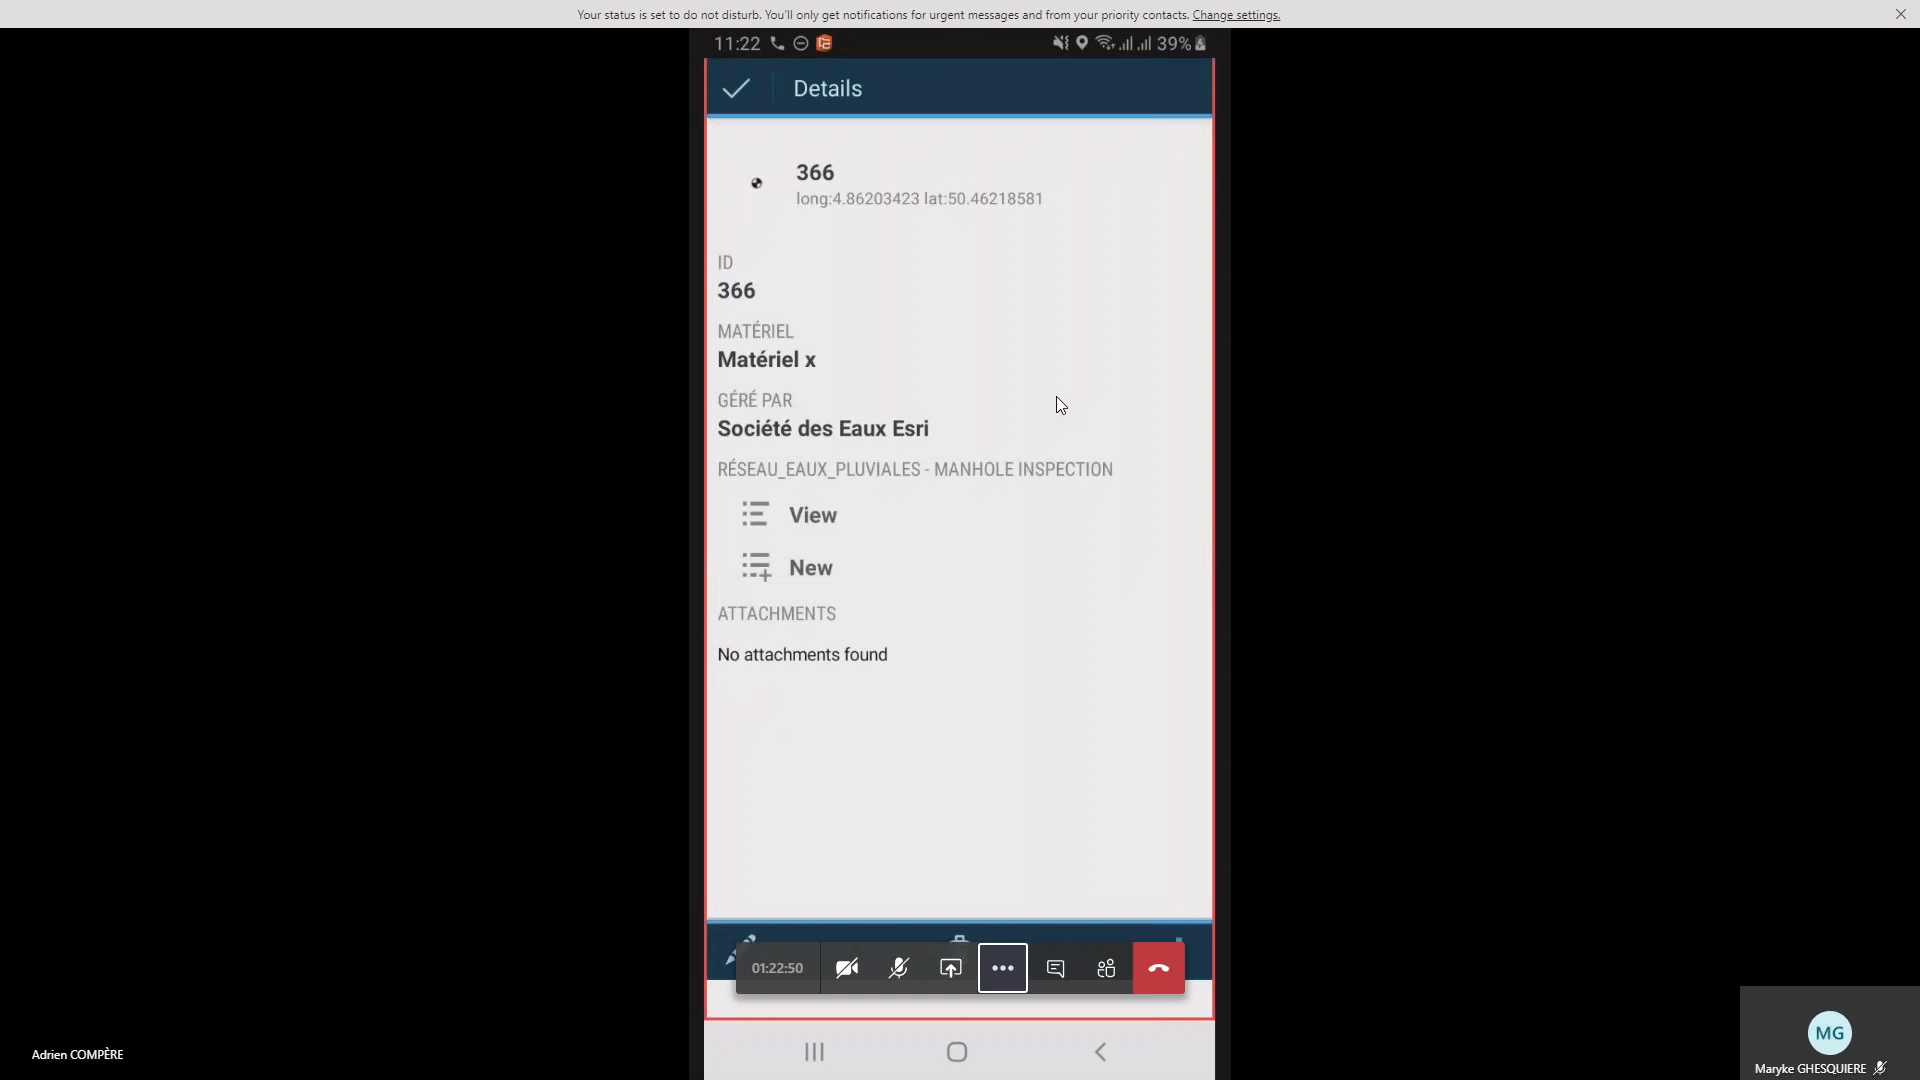 Your status is set to do not disturb. You'll only get notifications for urgent messages and from your priority contacts. Change settings.
11:22
39%
Details
366
long:4.86203423 lat:50.46218581
ID
366
MATÉRIEL
Matériel x
GÉRÉ PAR
Société des Eaux Esri
RÉSEAU_EAUX_PLUVIALES - MANHOLE INSPECTION
View
New
ATTACHMENTS
No attachments found
01:22:50
MG
Adrien COMPÈRE
Maryke GHESQUIERE